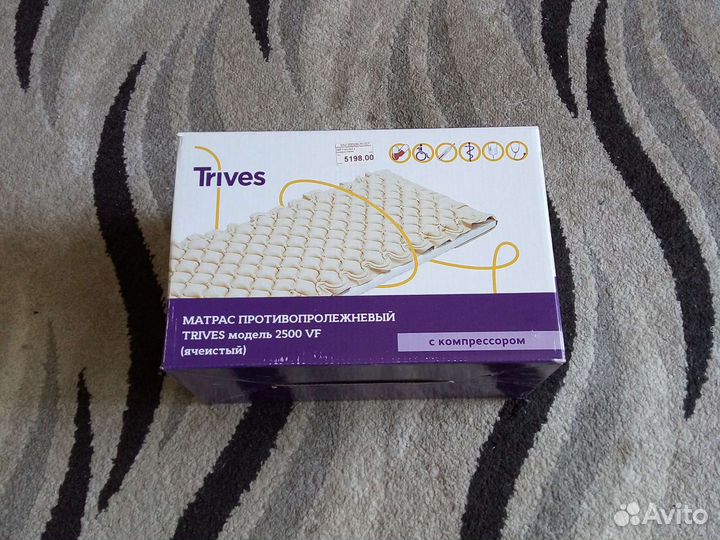 Trives
5198.00
МАТРАС ПРОТИВОПРОЛЕЖНЕВЫЙ
TRIVES модель 2500 VF
(ячеистый)
с компрессором
Avito